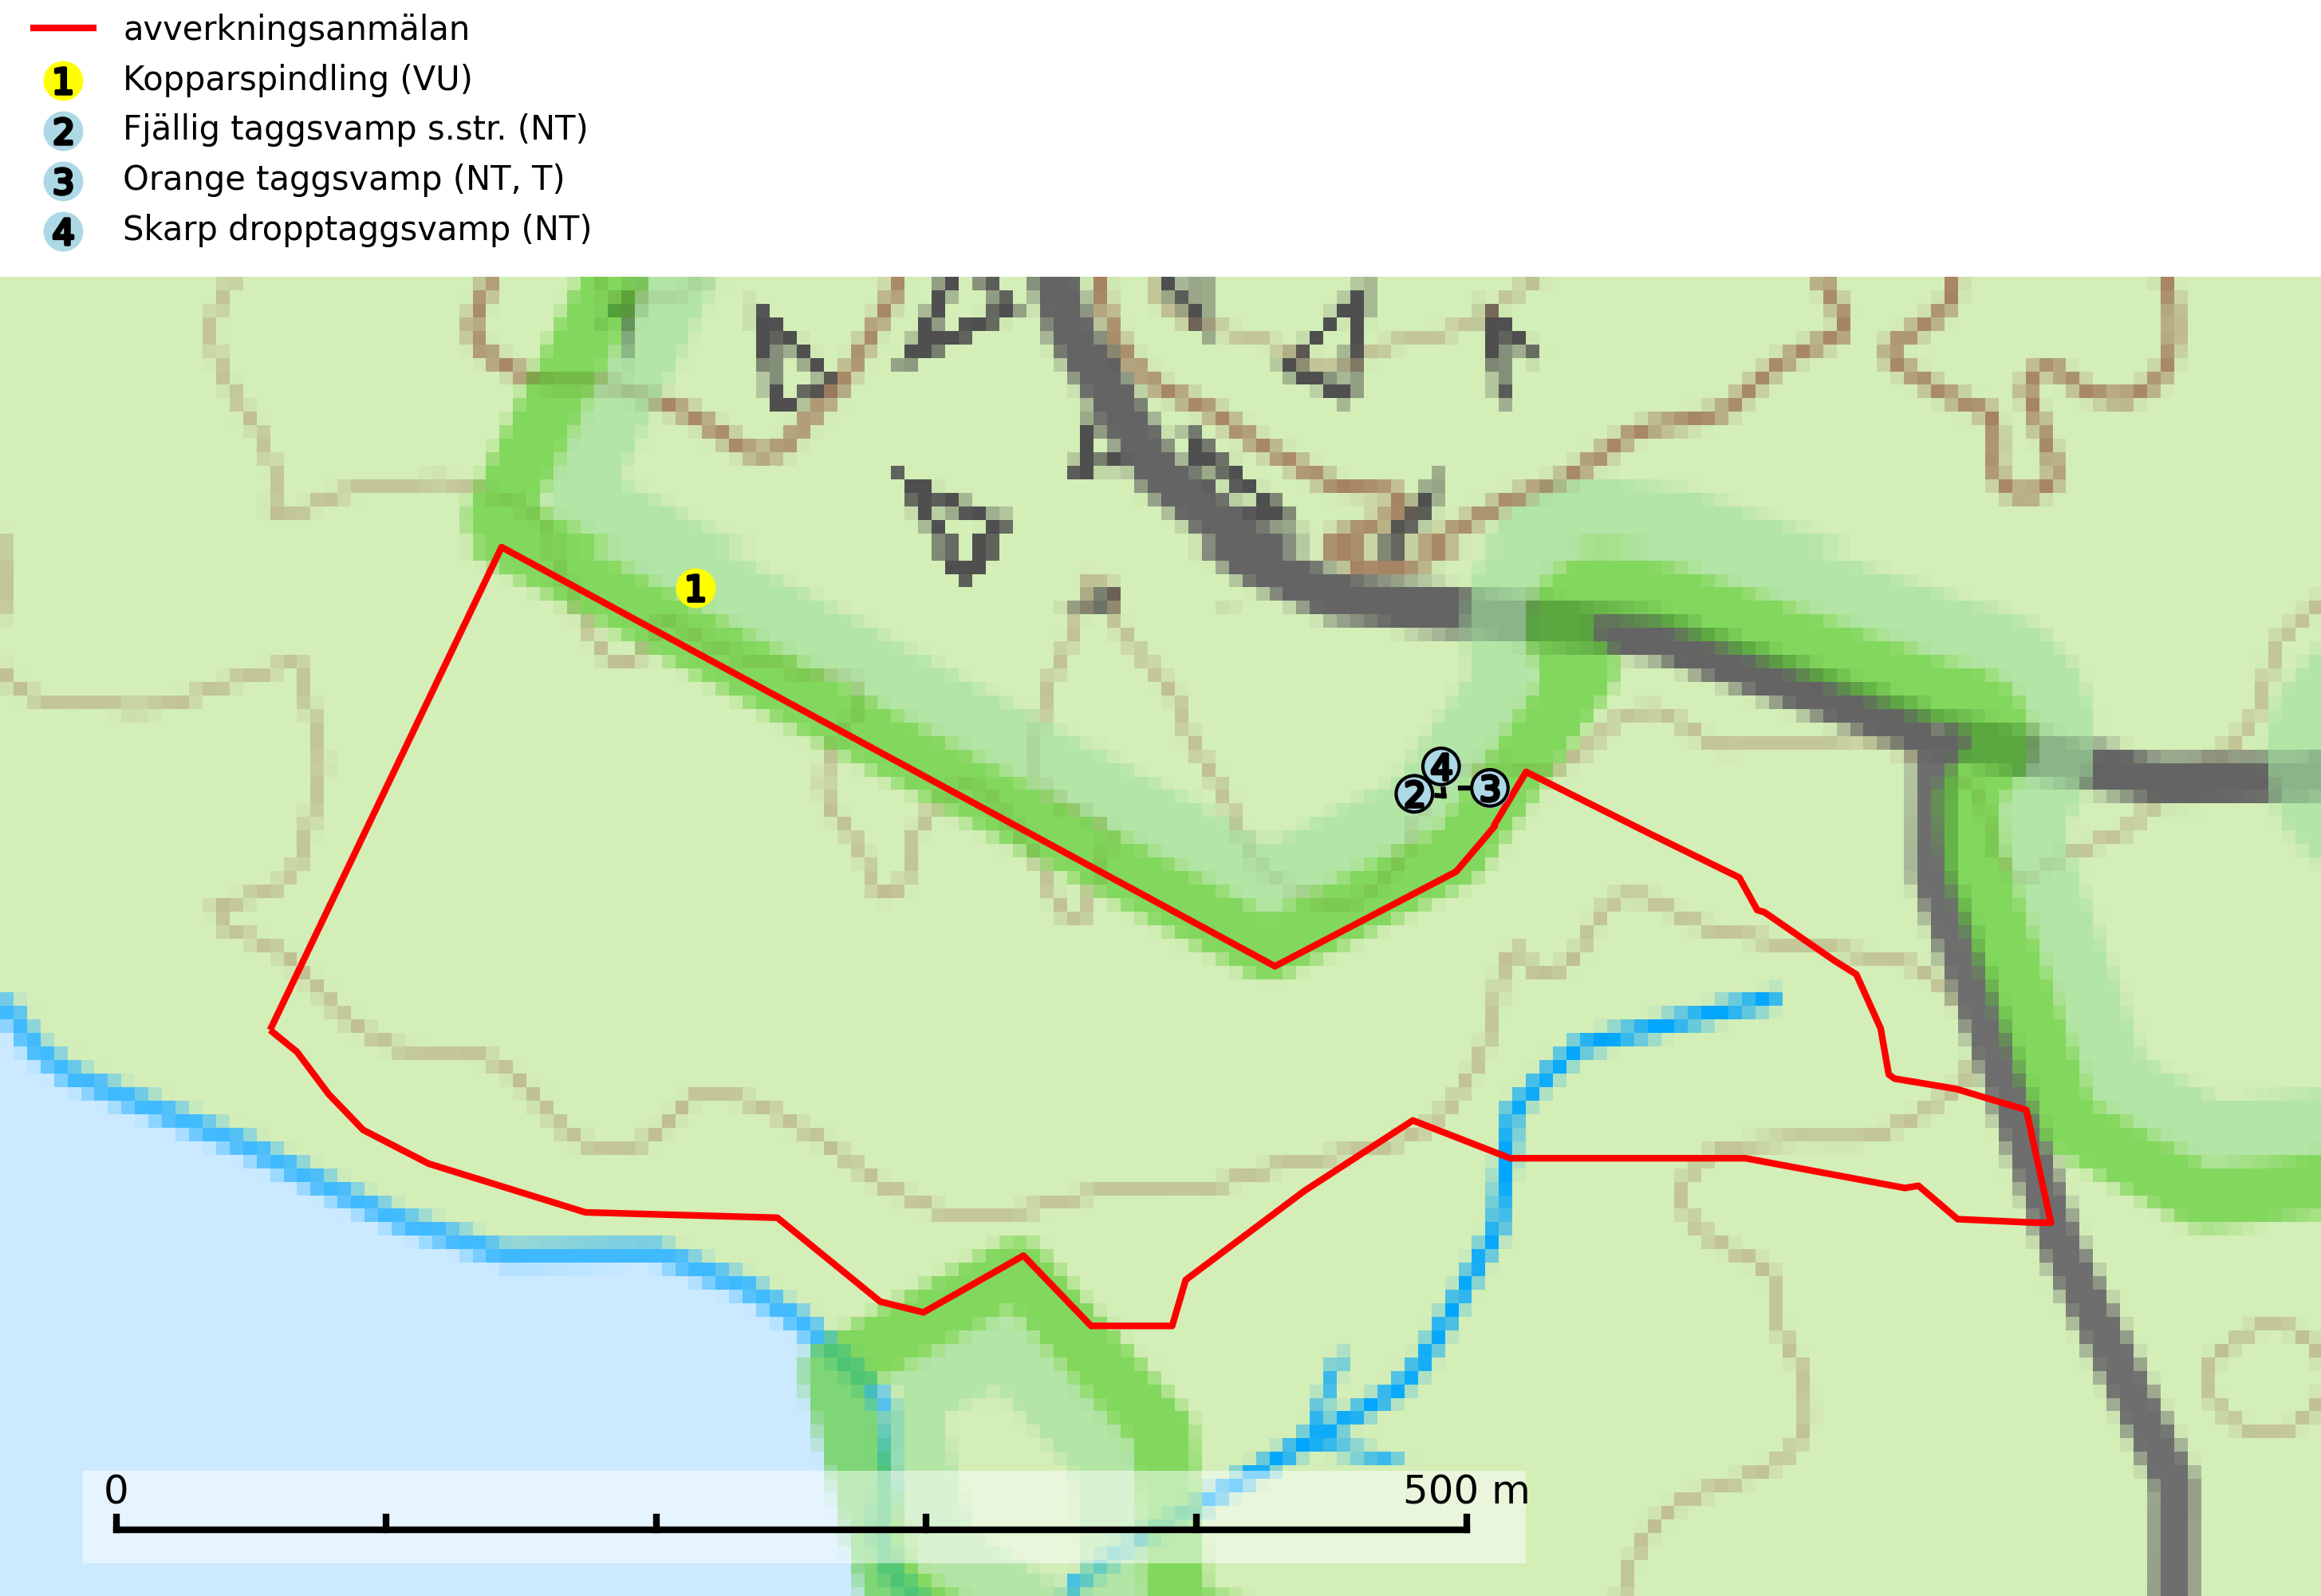 avverkningsanmälan
1 Kopparspindling (VU)
2 Fjällig taggsvamp s.str. (NT)
3 Orange taggsvamp (NT, T)
4 Skarp dropptaggsvamp (NT)
1
4
2 3
0 500 m